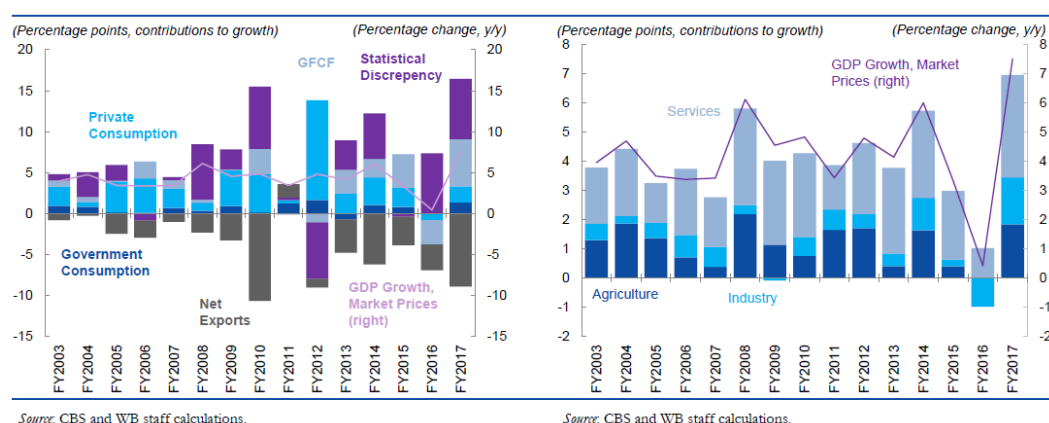 (Percentage points, contributions to growth) (Percentage change, y/y)
20 20
15 15
10 10
5 5
0 0
-5 -5
-10 -10
-15 -15
GFCF
Statistical
Discrepency
Private
Consumption
Government
Consumption
Net
Exports
GDP Growth,
Market Prices
(right)
FY2003
FY2004
FY2005
FY2006
FY2007
FY2008
FY2009
FY2010
FY2011
FY2012
FY2013
FY2014
FY2015
FY2016
FY2017
Source: CBS and WB staff calculations.
(Percentage points, contributions to growth) (Percentage change, y/y)
8 8
7 7
6 6
5 5
4 4
3 3
2 2
1 1
0 0
-1 -1
-2 -2
GDP Growth, Market
Prices (right)
Services
Agriculture
Industry
FY2003
FY2004
FY2005
FY2006
FY2007
FY2008
FY2009
FY2010
FY2011
FY2012
FY2013
FY2014
FY2015
FY2016
FY2017
Source: CBS and WB staff calculations.